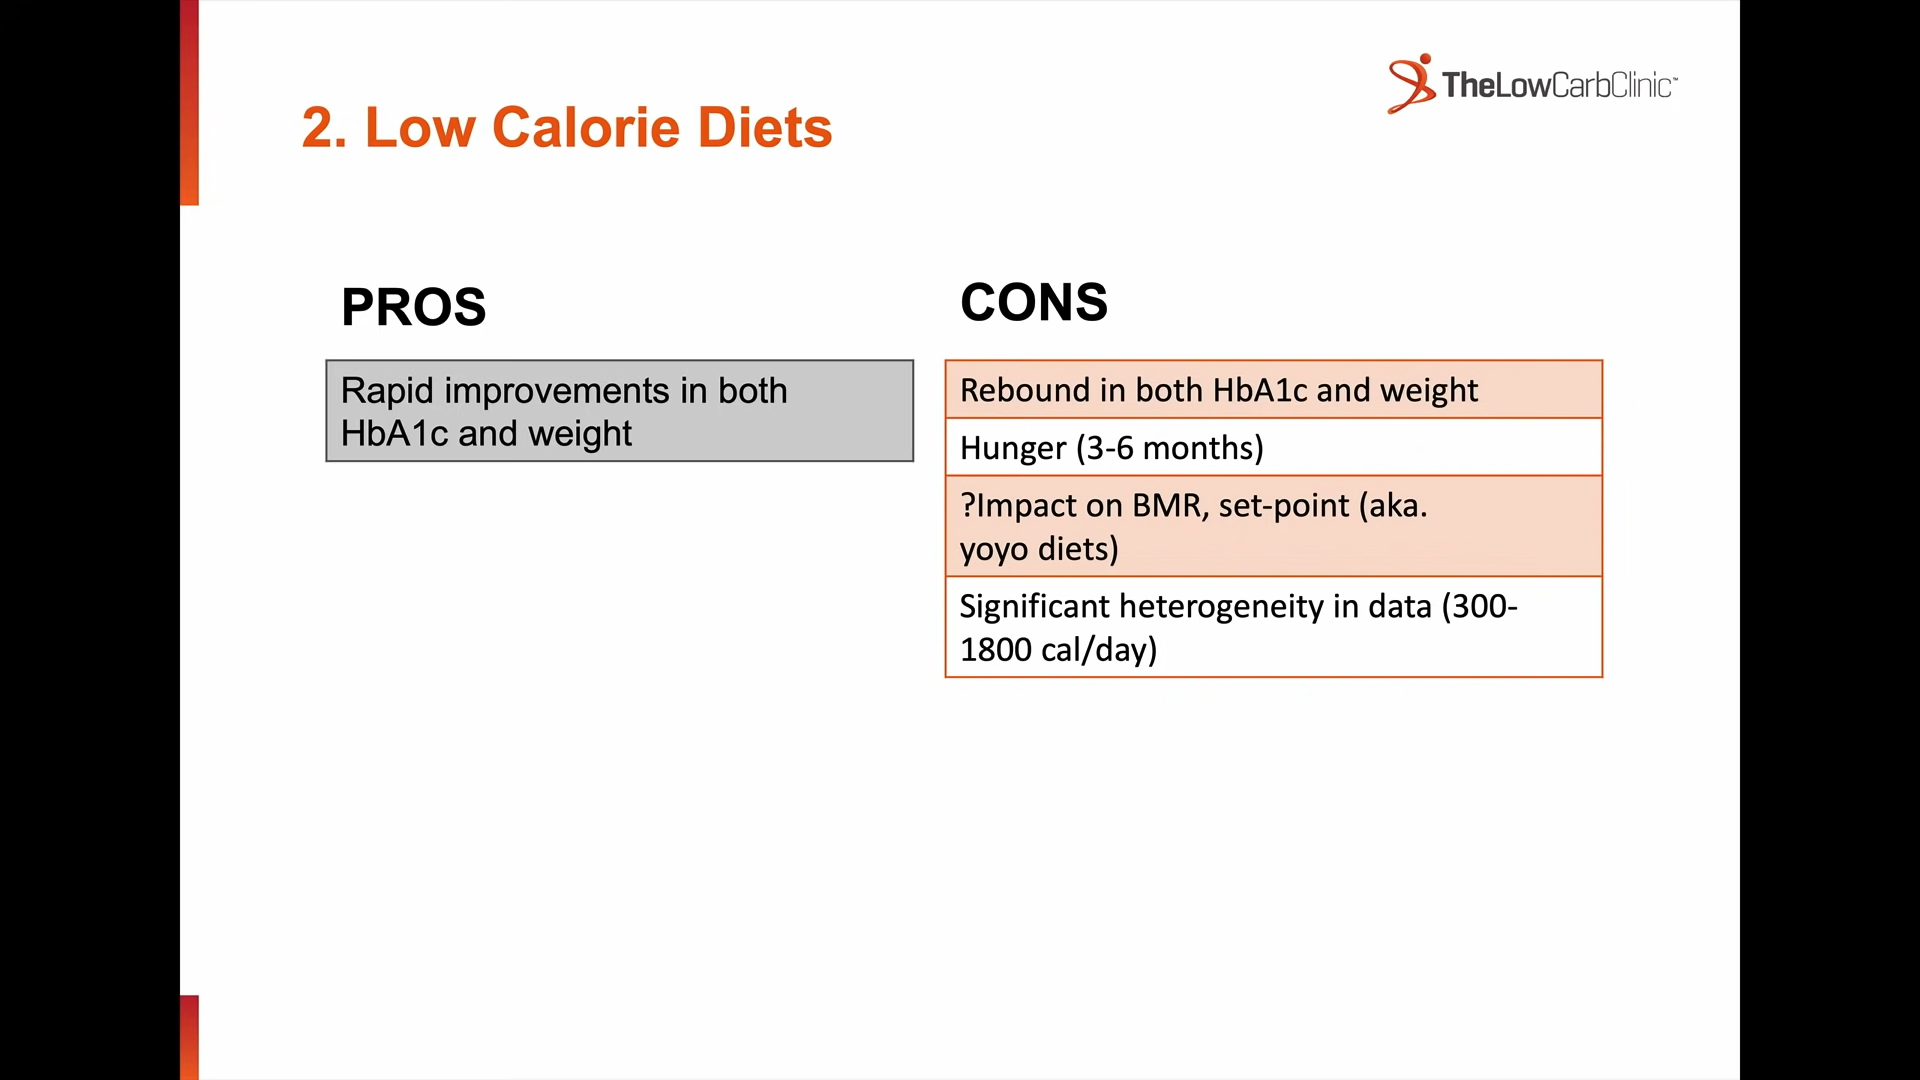 TheLowCarbClinic™
2. Low Calorie Diets
PROS
Rapid improvements in both
HbA1c and weight
CONS
Rebound in both HbA1c and weight
Hunger (3-6 months)
?Impact on BMR, set-point (aka.
yoyo diets)
Significant heterogeneity in data (300-
1800 cal/day)